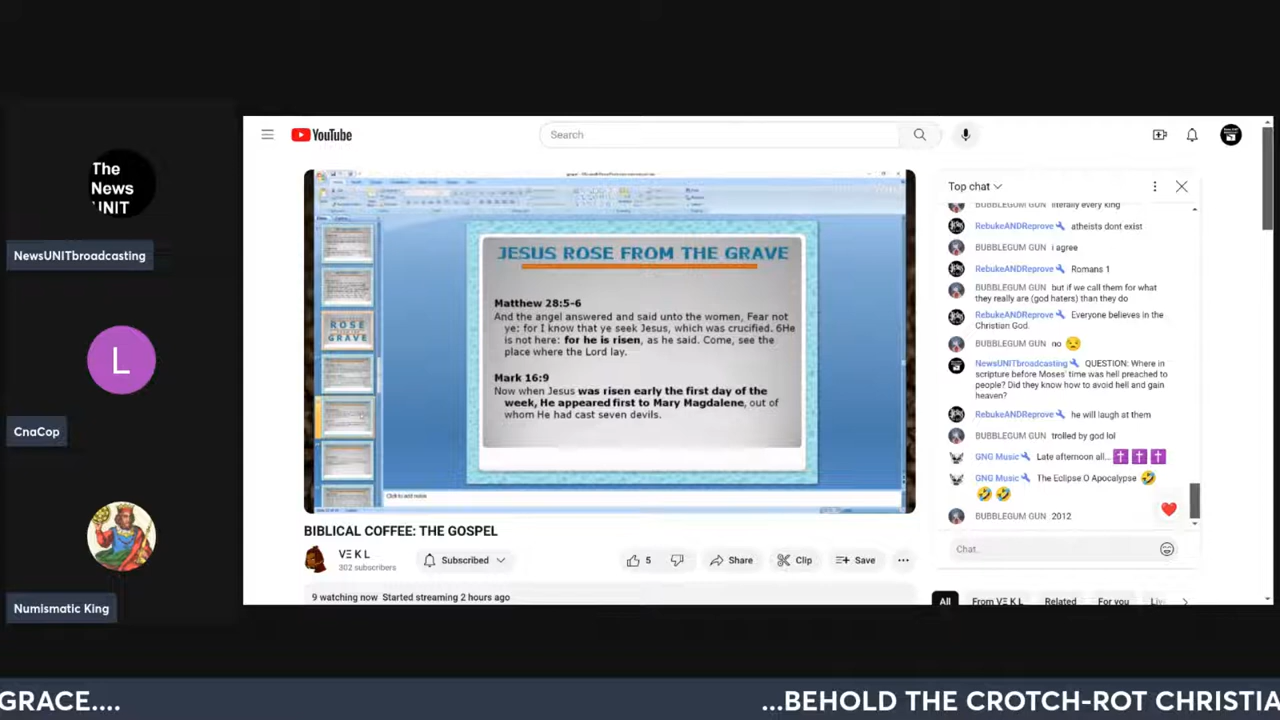 The
News
UNIT
NewsUNITbroadcasting
L
CnaCop
Numismatic King
YouTube
Search
JESUS ROSE FROM THE GRAVE
Matthew 28:5-6
And the angel answered and said unto the women, Fear not
ye: for I know that ye seek Jesus, which was crucified. 6He
is not here: for he is risen, as he said. Come, see the
place where the Lord lay.
Mark 16:9
Now when Jesus was risen early the first day of the
week, He appeared first to Mary Magdalene, out of
whom He had cast seven devils.
ROSE
GRAVE
Click to add notes
BIBLICAL COFFEE: THE GOSPEL
VΞ K L
302 subscribers
Subscribed
5
Share
Clip
Save
9 watching now Started streaming 2 hours ago
Top chat
BUBBLEGUM GUN literally every king
RebukeANDReprove atheists dont exist
BUBBLEGUM GUN i agree
RebukeANDReprove Romans 1
BUBBLEGUM GUN but if we call them for what
they really are (god haters) than they do
RebukeANDReprove Everyone believes in the
Christian God.
BUBBLEGUM GUN no 😒
NewsUNITbroadcasting QUESTION: Where in
scripture before Moses' time was hell preached to
people? Did they know how to avoid hell and gain
heaven?
RebukeANDReprove he will laugh at them
BUBBLEGUM GUN trolled by god lol
GNG Music Late afternoon all... ✝️✝️✝️
GNG Music The Eclipse O Apocalypse 🤣
🤣🤣
BUBBLEGUM GUN 2012
Chat...
All From VΞ K L Related For you Liv
GRACE.... ...BEHOLD THE CROTCH-ROT CHRISTIA